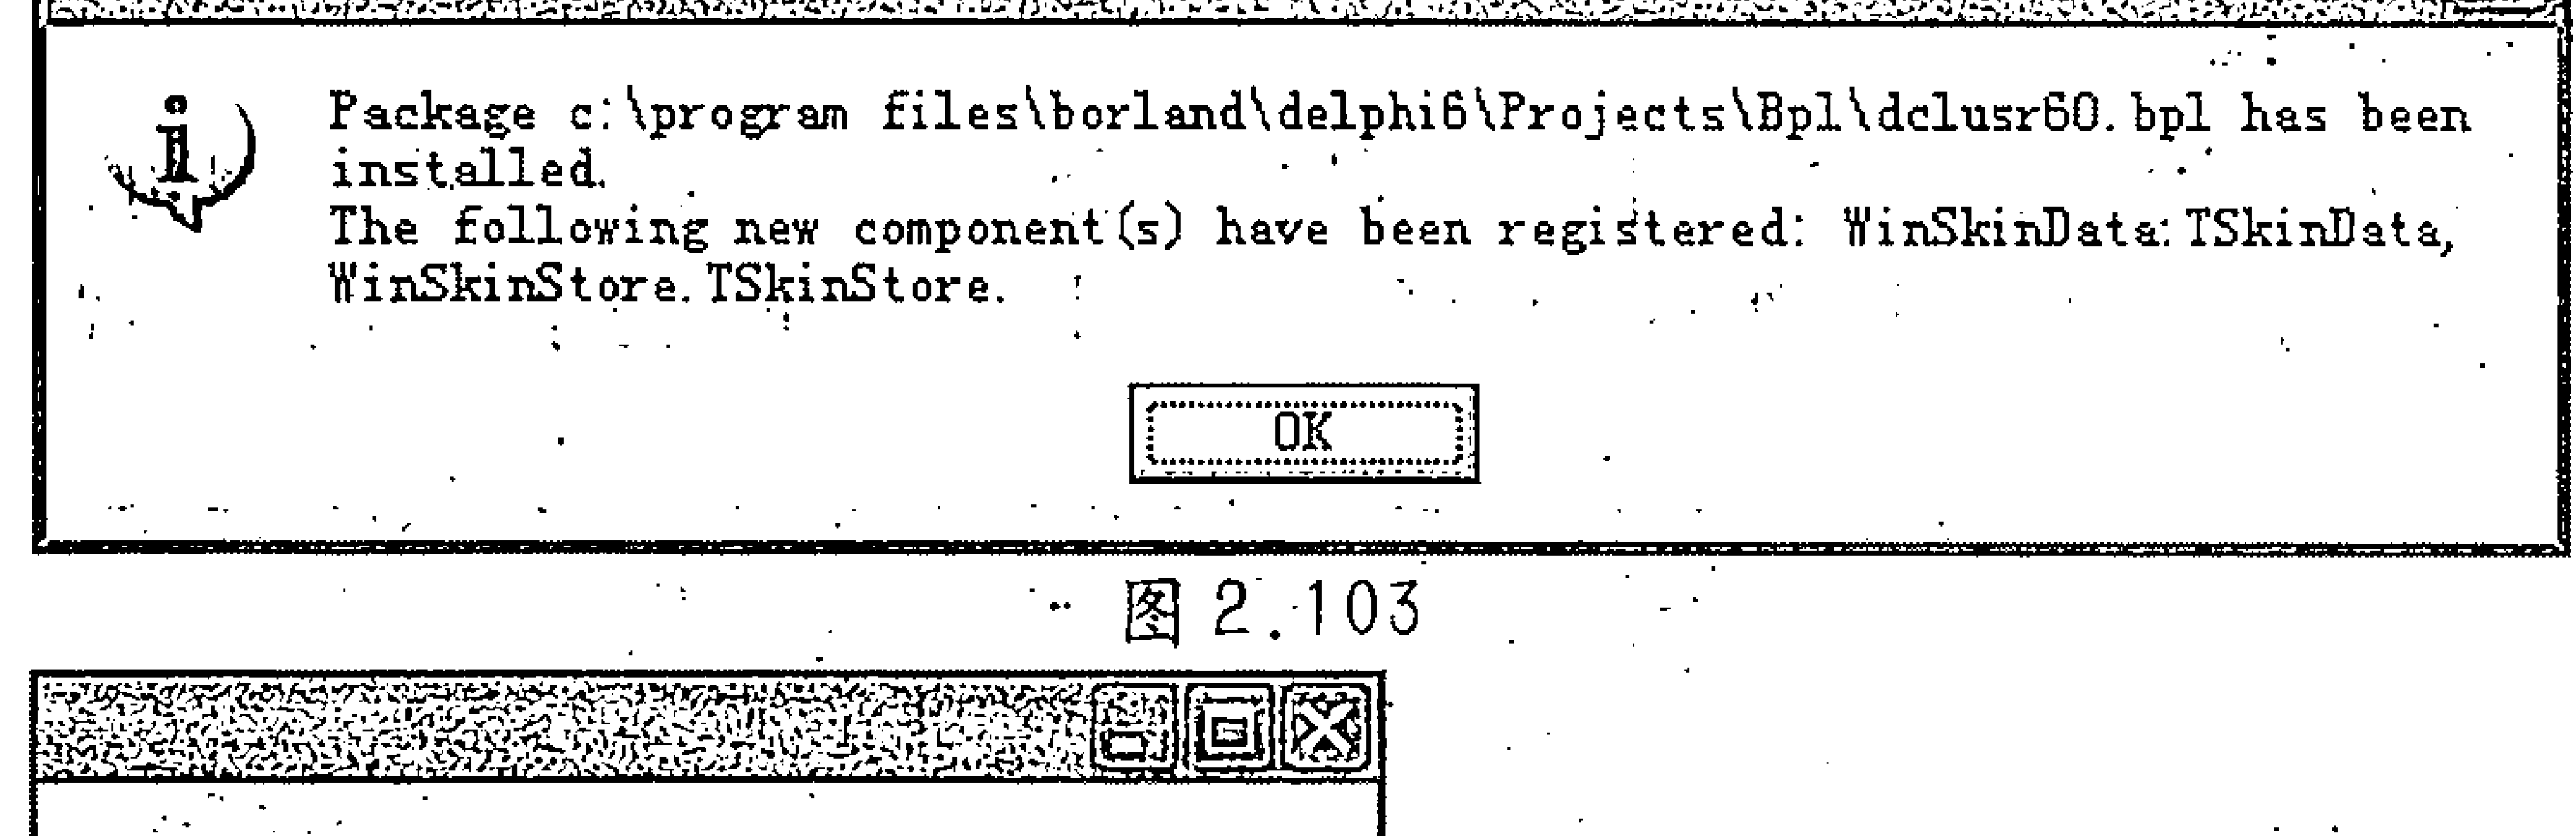 Package c:\program files\borland\delphi6\Projects\Bpl\dclusr60.bpl has been
installed.
The following new component(s) have been registered: WinSkinData.TSkinData,
WinSkinStore.TSkinStore.
OK
图 2.103